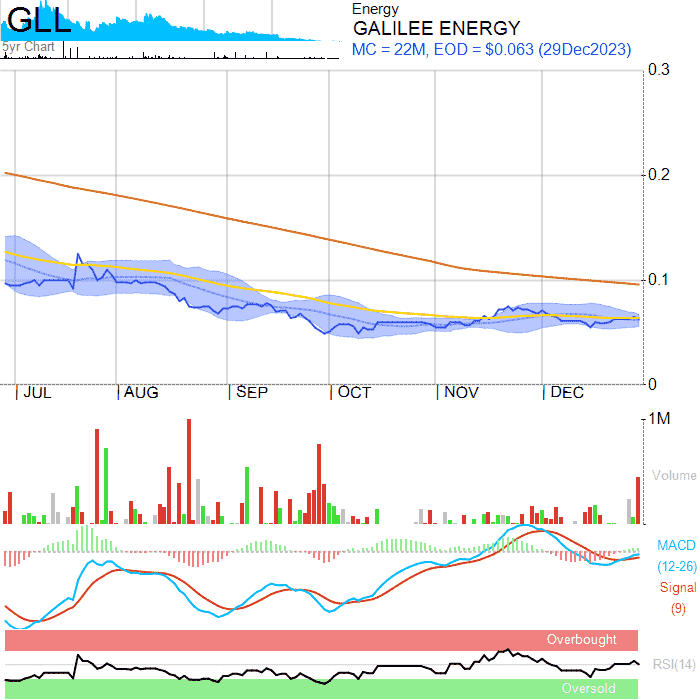 GLL
5yr Chart
Energy
GALILEE ENERGY
MC = 22M, EOD = $0.063 (29Dec2023)
0.3
0.2
0.1
0
JUL AUG SEP OCT NOV DEC
1M
Volume
MACD
(12-26)
Signal
(9)
Overbought
RSI(14)
Oversold